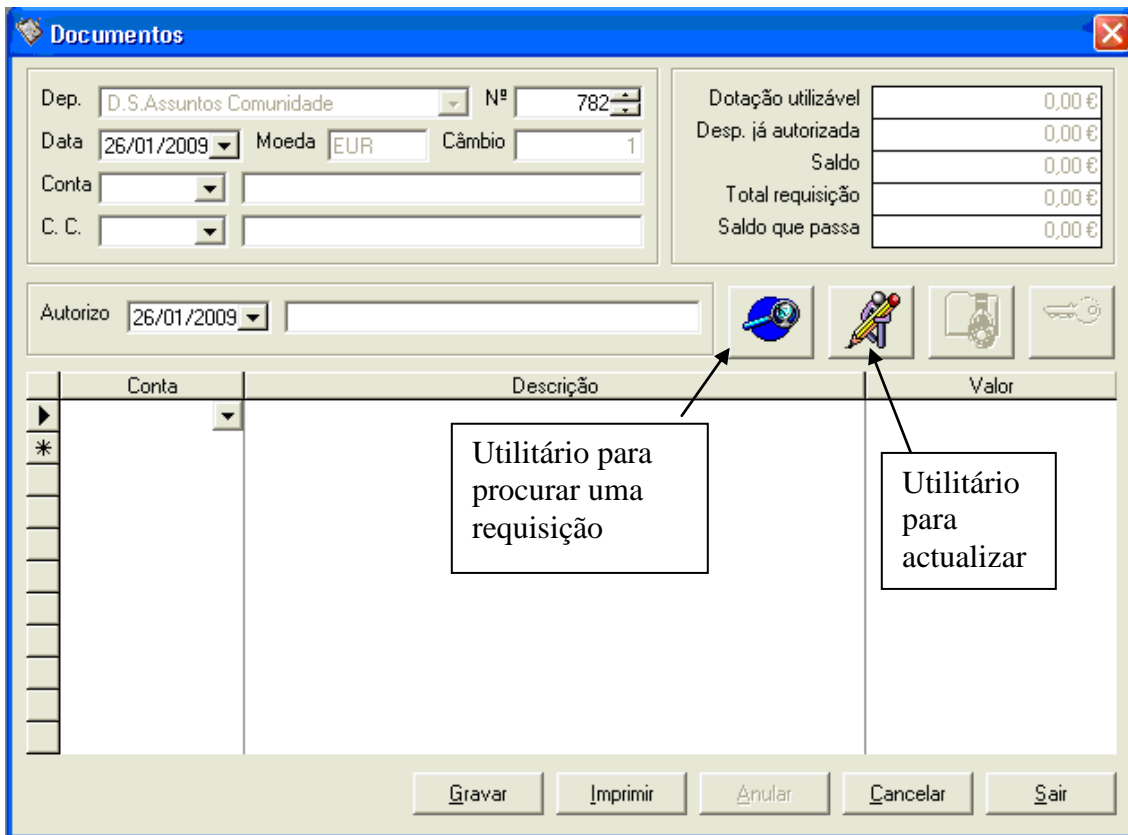 Documentos
Dep. D.S.Assuntos Comunidade Nº 782
Data 26/01/2009 Moeda EUR Câmbio 1
Conta
C. C.
Dotação utilizável 0,00 €
Desp. já autorizada 0,00 €
Saldo 0,00 €
Total requisição 0,00 €
Saldo que passa 0,00 €
Autorizo 26/01/2009
Conta Descrição Valor
Utilitário para
procurar uma
requisição
Utilitário
para
actualizar
Gravar Imprimir Anular Cancelar Sair